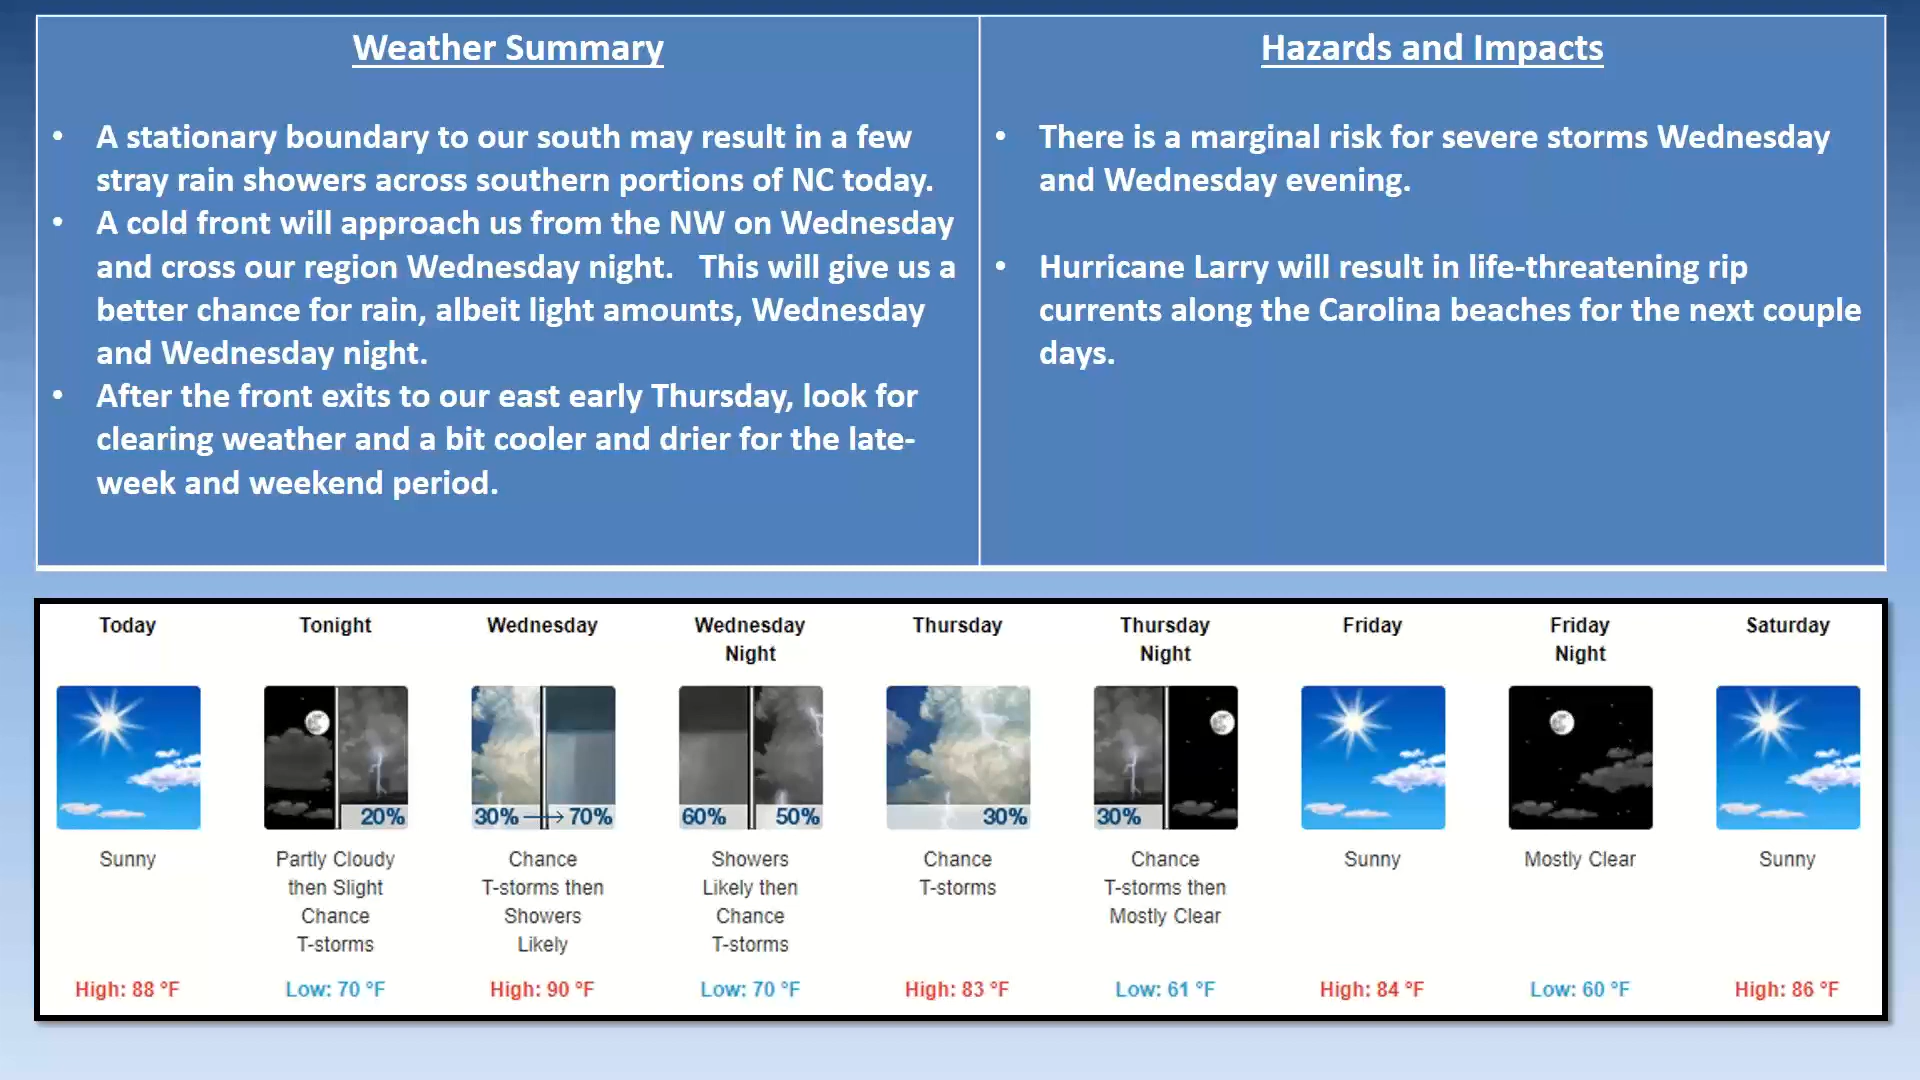 Weather Summary
• A stationary boundary to our south may result in a few
stray rain showers across southern portions of NC today.
• A cold front will approach us from the NW on Wednesday
and cross our region Wednesday night.   This will give us a
better chance for rain, albeit light amounts, Wednesday
and Wednesday night.
• After the front exits to our east early Thursday, look for
clearing weather and a bit cooler and drier for the late-
week and weekend period.
Hazards and Impacts
• There is a marginal risk for severe storms Wednesday
and Wednesday evening.
• Hurricane Larry will result in life-threatening rip
currents along the Carolina beaches for the next couple
days.
Today
Sunny
High: 88 °F
Tonight
20%
Partly Cloudy
then Slight
Chance
T-storms
Low: 70 °F
Wednesday
30% → 70%
Chance
T-storms then
Showers
Likely
High: 90 °F
Wednesday
Night
60% 50%
Showers
Likely then
Chance
T-storms
Low: 70 °F
Thursday
30%
Chance
T-storms
High: 83 °F
Thursday
Night
30%
Chance
T-storms then
Mostly Clear
Low: 61 °F
Friday
Sunny
High: 84 °F
Friday
Night
Mostly Clear
Low: 60 °F
Saturday
Sunny
High: 86 °F